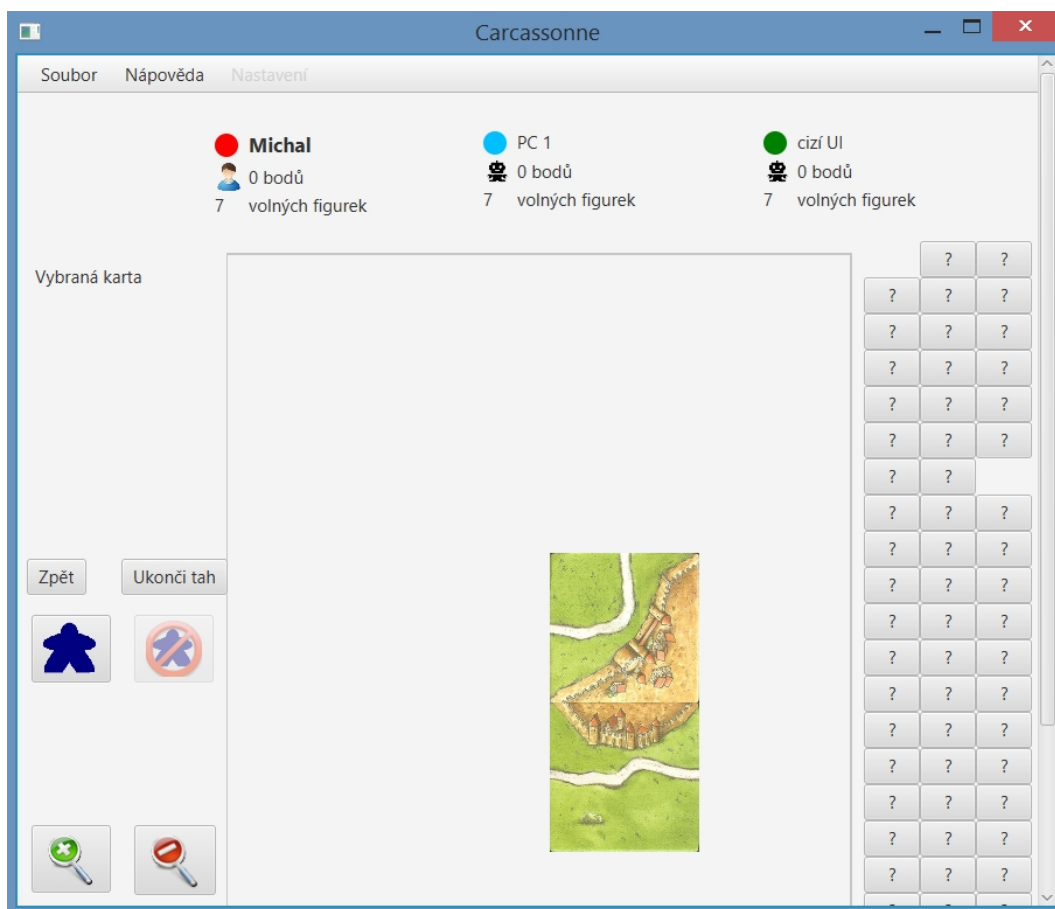 Carcassonne
Soubor Nápověda Nastavení
Michal
0 bodů
7 volných figurek
PC 1
0 bodů
7 volných figurek
cizí UI
0 bodů
7 volných figurek
Vybraná karta
? ?
? ? ?
? ? ?
? ? ?
? ? ?
? ? ?
? ?
? ? ?
? ? ?
Zpět Ukonči tah
? ? ?
? ? ?
? ? ?
? ? ?
? ? ?
? ? ?
? ? ?
? ? ?
? ? ?